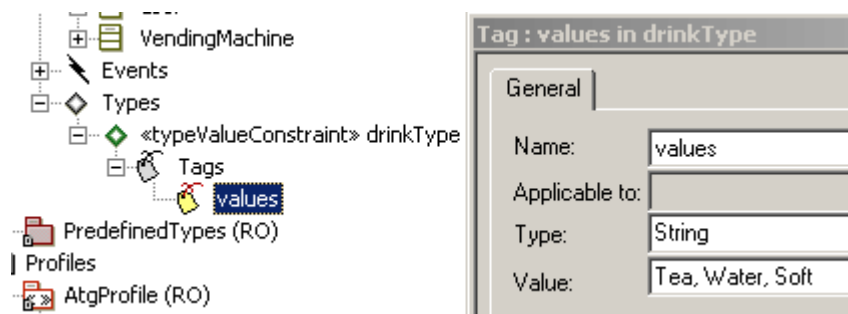 VendingMachine
Events
Types
«typeValueConstraint» drinkType
Tags
values
PredefinedTypes (RO)
Profiles
AtgProfile (RO)
Tag : values in drinkType
General
Name: values
Applicable to:
Type: String
Value: Tea, Water, Soft